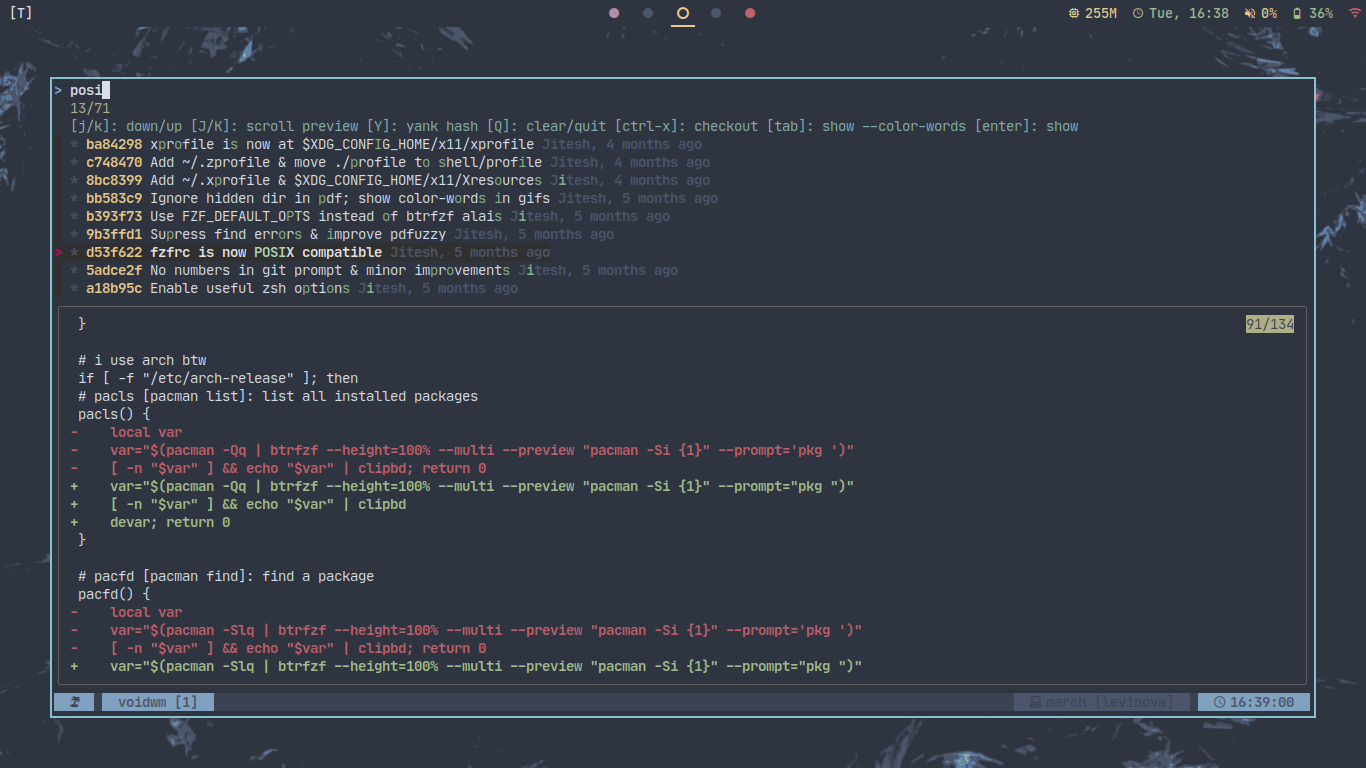 [T]
255M Tue, 16:38 0% 36%
> posi
13/71
[j/k]: down/up [J/K]: scroll preview [Y]: yank hash [Q]: clear/quit [ctrl-x]: checkout [tab]: show --color-words [enter]: show
* ba84298 xprofile is now at $XDG_CONFIG_HOME/x11/xprofile Jitesh, 4 months ago
* c748470 Add ~/.zprofile & move ./profile to shell/profile Jitesh, 4 months ago
* 8bc8399 Add ~/.xprofile & $XDG_CONFIG_HOME/x11/Xresources Jitesh, 4 months ago
* bb583c9 Ignore hidden dir in pdf; show color-words in gifs Jitesh, 5 months ago
* b393f73 Use FZF_DEFAULT_OPTS instead of btrfzf alais Jitesh, 5 months ago
* 9b3ffd1 Supress find errors & improve pdfuzzy Jitesh, 5 months ago
> * d53f622 fzfrc is now POSIX compatible Jitesh, 5 months ago
* 5adce2f No numbers in git prompt & minor improvements Jitesh, 5 months ago
* a18b95c Enable useful zsh options Jitesh, 5 months ago
} 91/134
# i use arch btw
if [ -f "/etc/arch-release" ]; then
# pacls [pacman list]: list all installed packages
pacls() {
- local var
- var="$(pacman -Qq | btrfzf --height=100% --multi --preview "pacman -Si {1}" --prompt='pkg ')"
- [ -n "$var" ] && echo "$var" | clipbd; return 0
+ var="$(pacman -Qq | btrfzf --height=100% --multi --preview "pacman -Si {1}" --prompt="pkg ")"
+ [ -n "$var" ] && echo "$var" | clipbd
+ devar; return 0
}
# pacfd [pacman find]: find a package
pacfd() {
- local var
- var="$(pacman -Slq | btrfzf --height=100% --multi --preview "pacman -Si {1}" --prompt='pkg ')"
- [ -n "$var" ] && echo "$var" | clipbd; return 0
+ var="$(pacman -Slq | btrfzf --height=100% --multi --preview "pacman -Si {1}" --prompt="pkg ")"
voidwm [1] march [levinova] 16:39:00